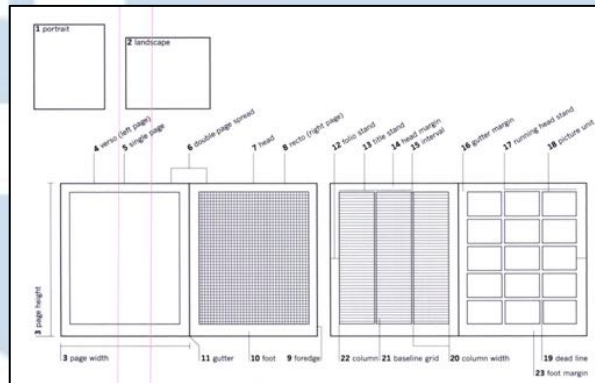 1 portrait
2 landscape
4 verso (left page)
5 single page
6 double-page spread
7 head
8 recto (right page)
12 folio stand
13 title stand
14 head margin
15 interval
16 gutter margin
17 running head stand
18 picture unit
3 page height
3 page width
11 gutter
10 foot
9 foredge
22 column
21 baseline grid
20 column width
19 dead line
23 foot margin